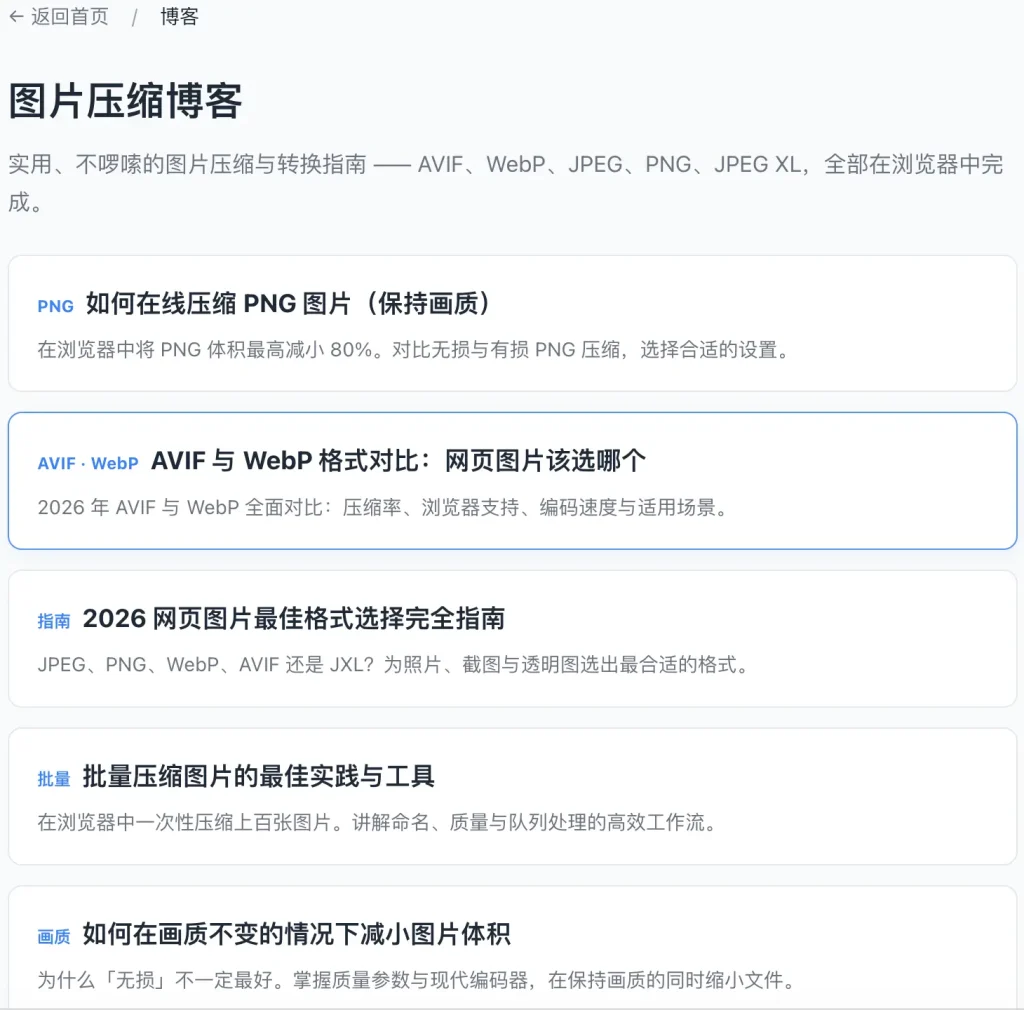 ← 返回首页 / 博客
图片压缩博客
实用、不啰嗦的图片压缩与转换指南 —— AVIF、WebP、JPEG、PNG、JPEG XL，全部在浏览器中完
成。
PNG 如何在线压缩 PNG 图片（保持画质）
在浏览器中将 PNG 体积最高减小 80%。对比无损与有损 PNG 压缩，选择合适的设置。
AVIF · WebP AVIF 与 WebP 格式对比：网页图片该选哪个
2026 年 AVIF 与 WebP 全面对比：压缩率、浏览器支持、编码速度与适用场景。
指南 2026 网页图片最佳格式选择完全指南
JPEG、PNG、WebP、AVIF 还是 JXL？为照片、截图与透明图选出最合适的格式。
批量 批量压缩图片的最佳实践与工具
在浏览器中一次性压缩上百张图片。讲解命名、质量与队列处理的高效工作流。
画质 如何在画质不变的情况下减小图片体积
为什么「无损」不一定最好。掌握质量参数与现代编码器，在保持画质的同时缩小文件。